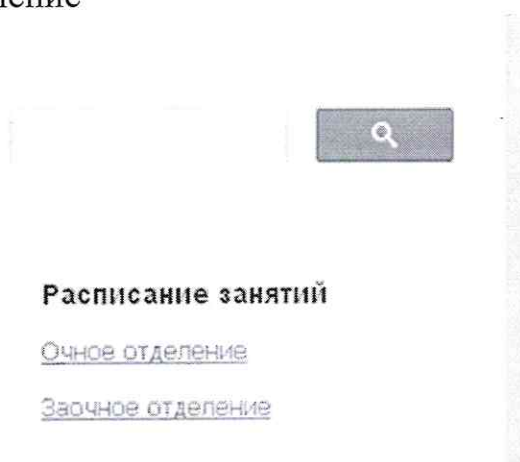 Расписание занятий
Очное отделение
Заочное отделение